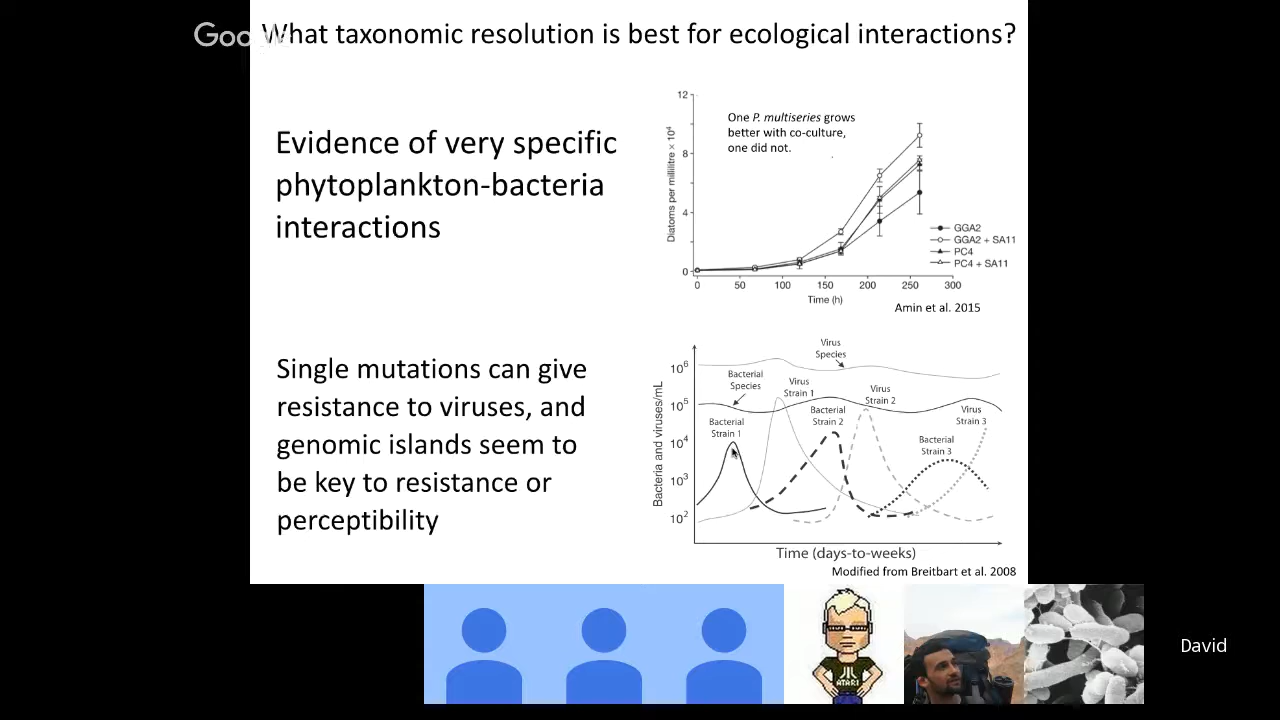 Goo
What taxonomic resolution is best for ecological interactions?
Evidence of very specific
phytoplankton-bacteria
interactions
12
8
4
0
Diatoms per millilitre × 10⁴
One P. multiseries grows
better with co-culture,
one did not.
GGA2
GGA2 + SA11
PC4
PC4 + SA11
0 50 100 150 200 250 300
Time (h)
Amin et al. 2015
Single mutations can give
resistance to viruses, and
genomic islands seem to
be key to resistance or
perceptibility
Bacteria and viruses/mL
10⁶
10⁵
10⁴
10³
10²
Virus
Species
Bacterial
Species
Virus
Strain 1
Virus
Strain 2
Bacterial
Strain 1
Bacterial
Strain 2
Virus
Strain 3
Bacterial
Strain 3
Time (days-to-weeks)
Modified from Breitbart et al. 2008
ATARI
David